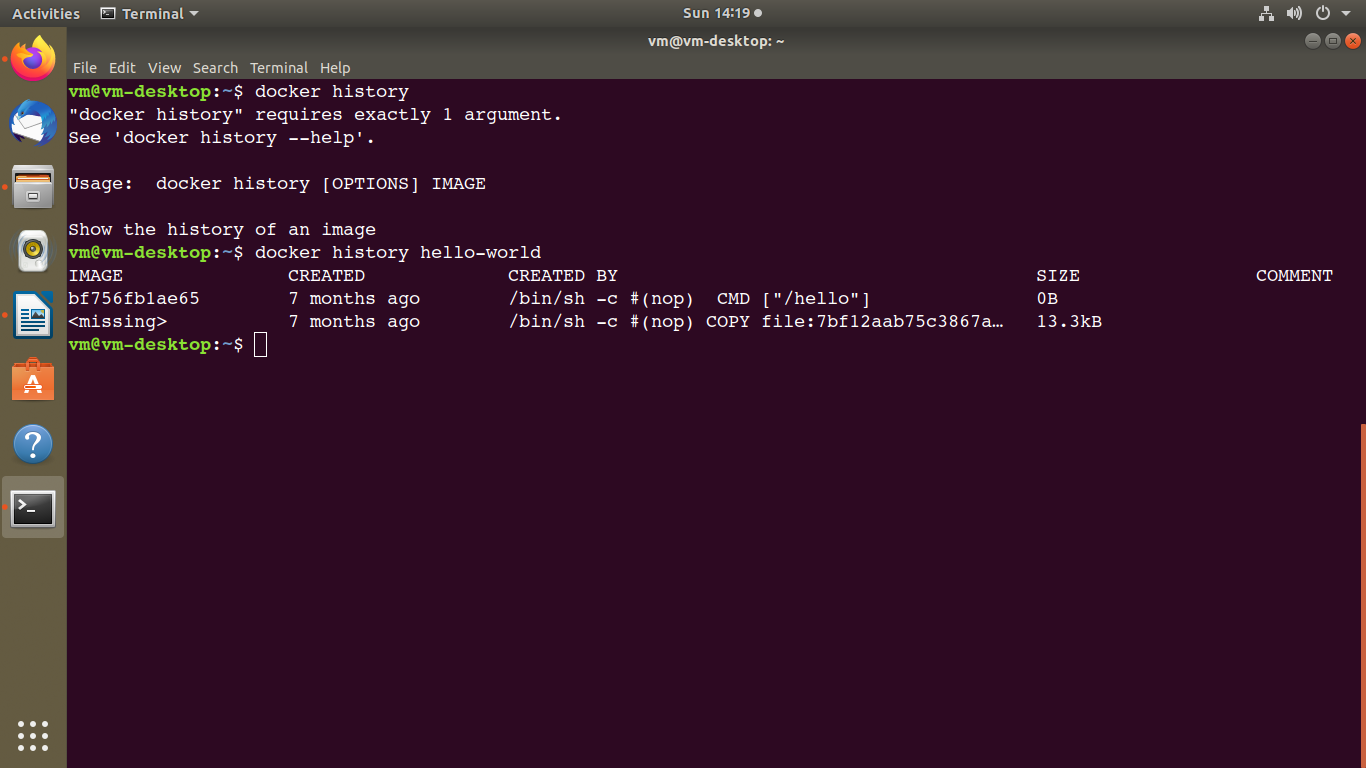 Activities Terminal Sun 14:19
vm@vm-desktop: ~
File Edit View Search Terminal Help
vm@vm-desktop:~$ docker history
"docker history" requires exactly 1 argument.
See 'docker history --help'.
Usage:  docker history [OPTIONS] IMAGE
Show the history of an image
vm@vm-desktop:~$ docker history hello-world
IMAGE               CREATED             CREATED BY                                      SIZE                COMMENT
bf756fb1ae65        7 months ago        /bin/sh -c #(nop)  CMD ["/hello"]               0B
<missing>           7 months ago        /bin/sh -c #(nop) COPY file:7bf12aab75c3867a…   13.3kB
vm@vm-desktop:~$